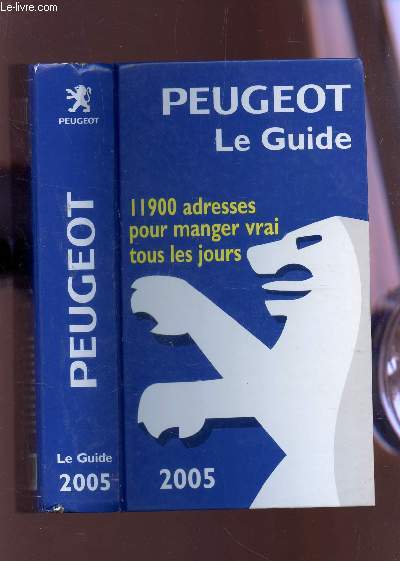 © Le-livre.com
PEUGEOT
Le Guide
11900 adresses
pour manger vrai
tous les jours
2005
PEUGEOT
PEUGEOT
Le Guide
2005